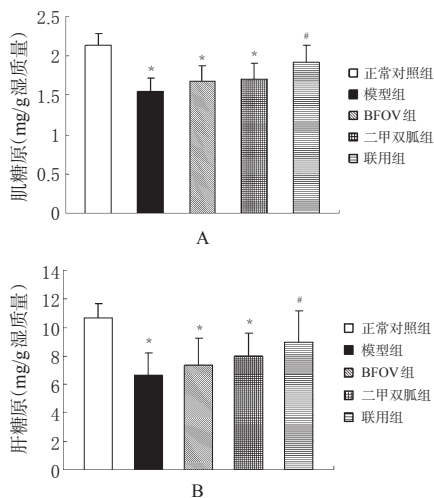 肌糖原(mg/g湿质量)
2.5
2
1.5
1
0.5
0
*
*
*
#
正常对照组
模型组
BFOV组
二甲双胍组
联用组
A
肝糖原(mg/g湿质量)
14
12
10
8
6
4
2
0
*
*
*
#
正常对照组
模型组
BFOV组
二甲双胍组
联用组
B